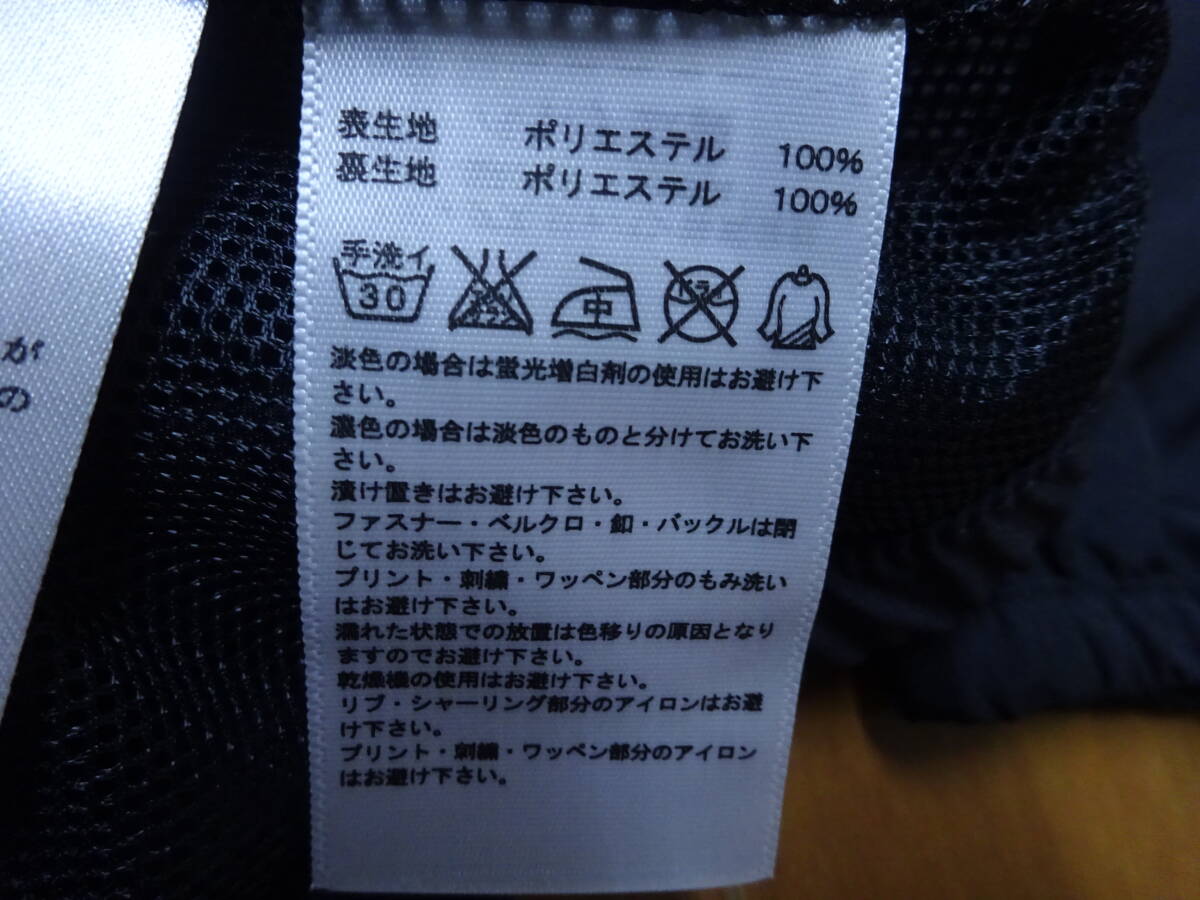 が
の
表生地 ポリエステル 100%
裏生地 ポリエステル 100%
手洗イ
30
中
淡色の場合は蛍光増白剤の使用はお避け下
さい。
濃色の場合は淡色のものと分けてお洗い下
さい。
漬け置きはお避け下さい。
ファスナー・ベルクロ・釦・バックルは閉
じてお洗い下さい。
プリント・刺繍・ワッペン部分のもみ洗い
はお避け下さい。
濡れた状態での放置は色移りの原因となり
ますのでお避け下さい。
乾燥機の使用はお避け下さい。
リブ・シャーリング部分のアイロンはお避
け下さい。
プリント・刺繍・ワッペン部分のアイロン
はお避け下さい。